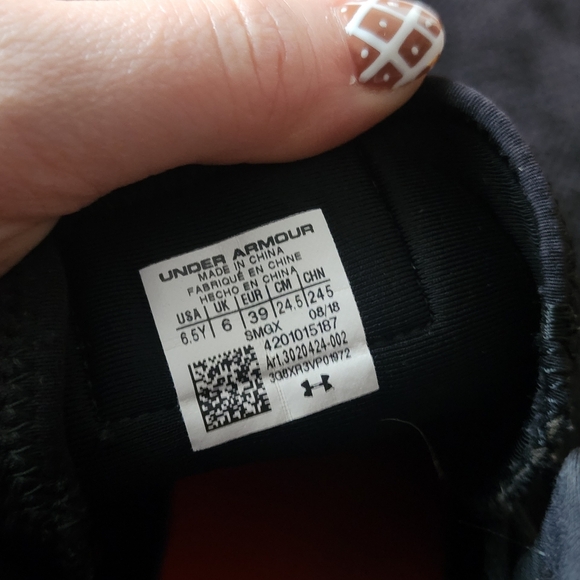 UNDER ARMOUR
MADE IN CHINA
FABRIQUÉ EN CHINE
HECHO EN CHINA
USA UK EUR CM CHN
6.5Y 6 39 24.5 245
SMGX 08/18
4201015187
Art.3020424-002
3G8XR3VP01972